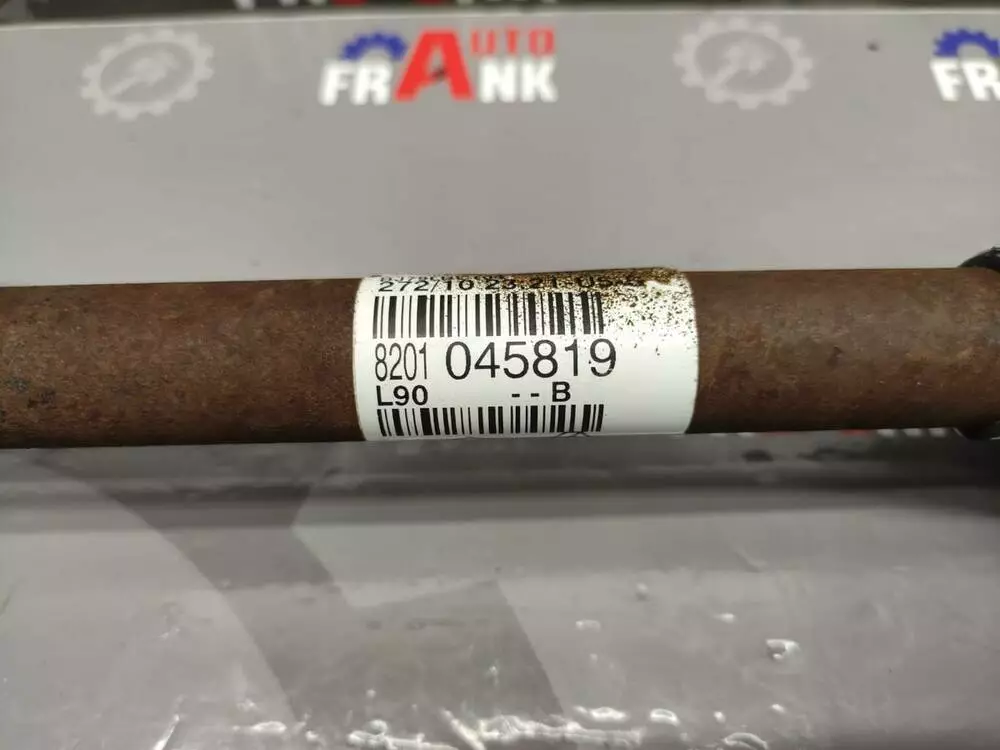 AUTO
FRANK
FR
272/10 23 21 05
8201 045819
L90 -- B